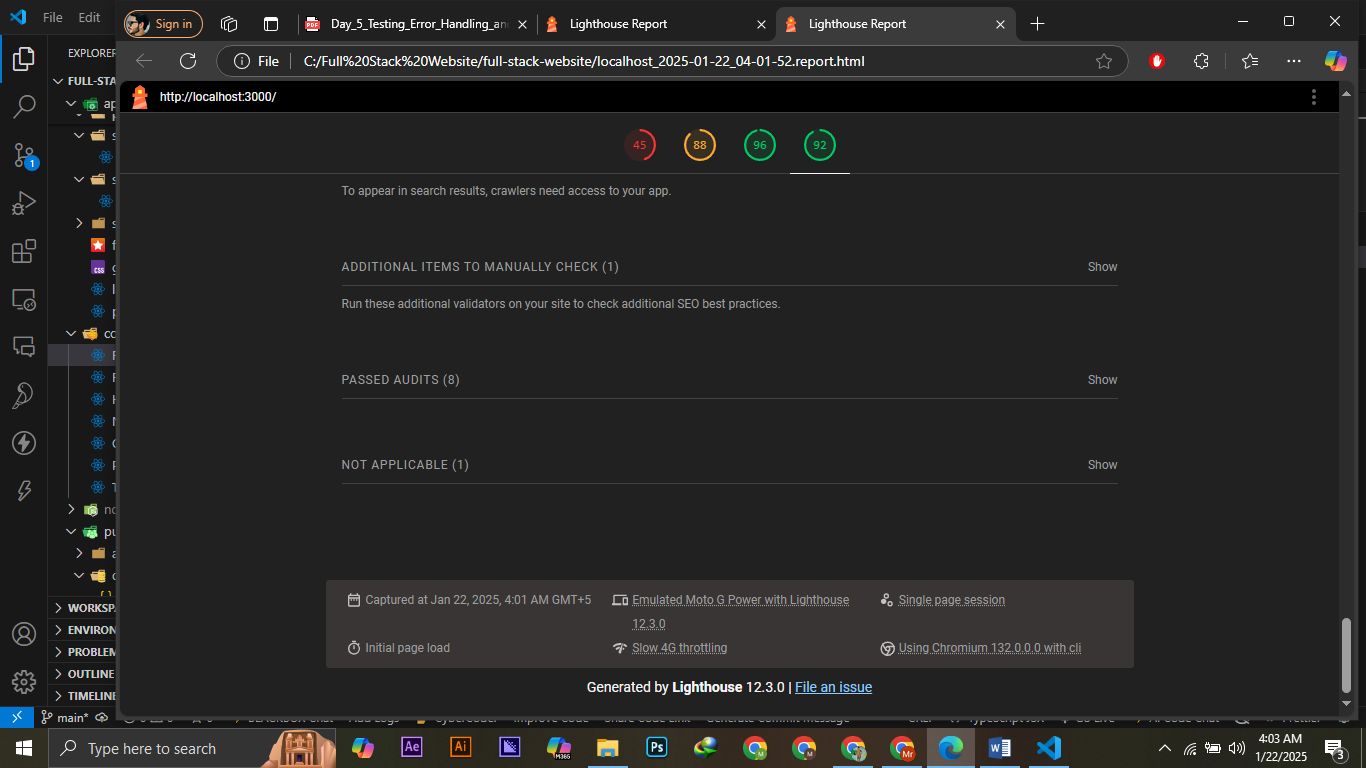 File Edit
Sign in
Day_5_Testing_Error_Handling_an
Lighthouse Report
Lighthouse Report
File
C:/Full%20Stack%20Website/full-stack-website/localhost_2025-01-22_04-01-52.report.html
EXPLORER
FULL-STA
http://localhost:3000/
45 88 96 92
To appear in search results, crawlers need access to your app.
ADDITIONAL ITEMS TO MANUALLY CHECK (1)
Show
Run these additional validators on your site to check additional SEO best practices.
PASSED AUDITS (8)
Show
NOT APPLICABLE (1)
Show
WORKSPA
ENVIRON
PROBLEM
OUTLINE
TIMELINE
Captured at Jan 22, 2025, 4:01 AM GMT+5
Emulated Moto G Power with Lighthouse
12.3.0
Single page session
Initial page load
Slow 4G throttling
Using Chromium 132.0.0.0 with cli
Generated by Lighthouse 12.3.0 | File an issue
main*
Type here to search
4:03 AM
1/22/2025
3